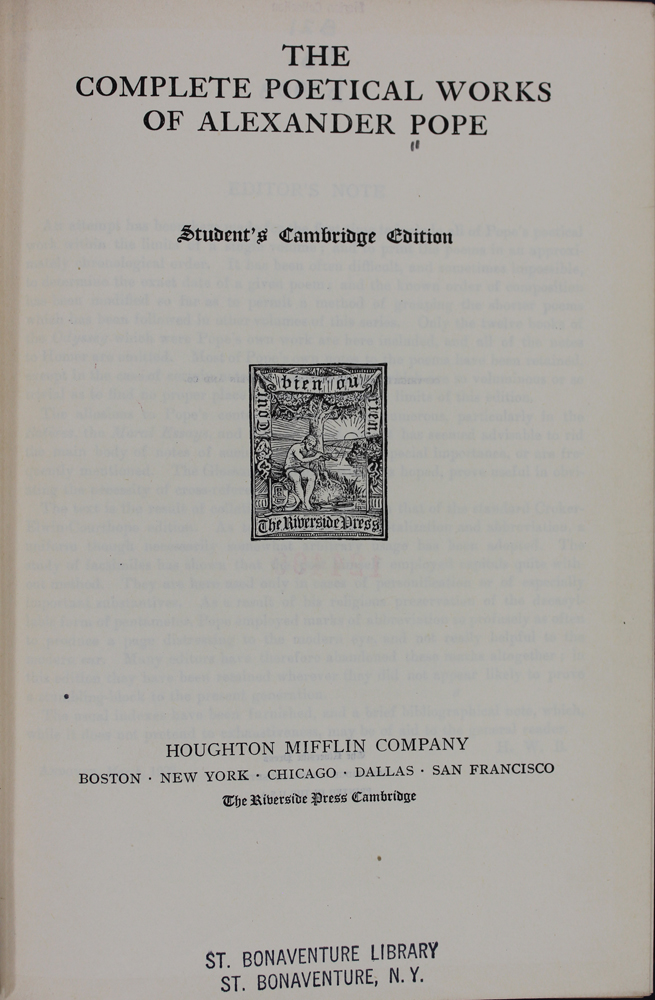 THE
COMPLETE POETICAL WORKS
OF ALEXANDER POPE
Student's Cambridge Edition
Tout bien ou rien.
The Riverside Press
HOUGHTON MIFFLIN COMPANY
BOSTON · NEW YORK · CHICAGO · DALLAS · SAN FRANCISCO
The Riverside Press Cambridge
ST. BONAVENTURE LIBRARY
ST. BONAVENTURE, N. Y.